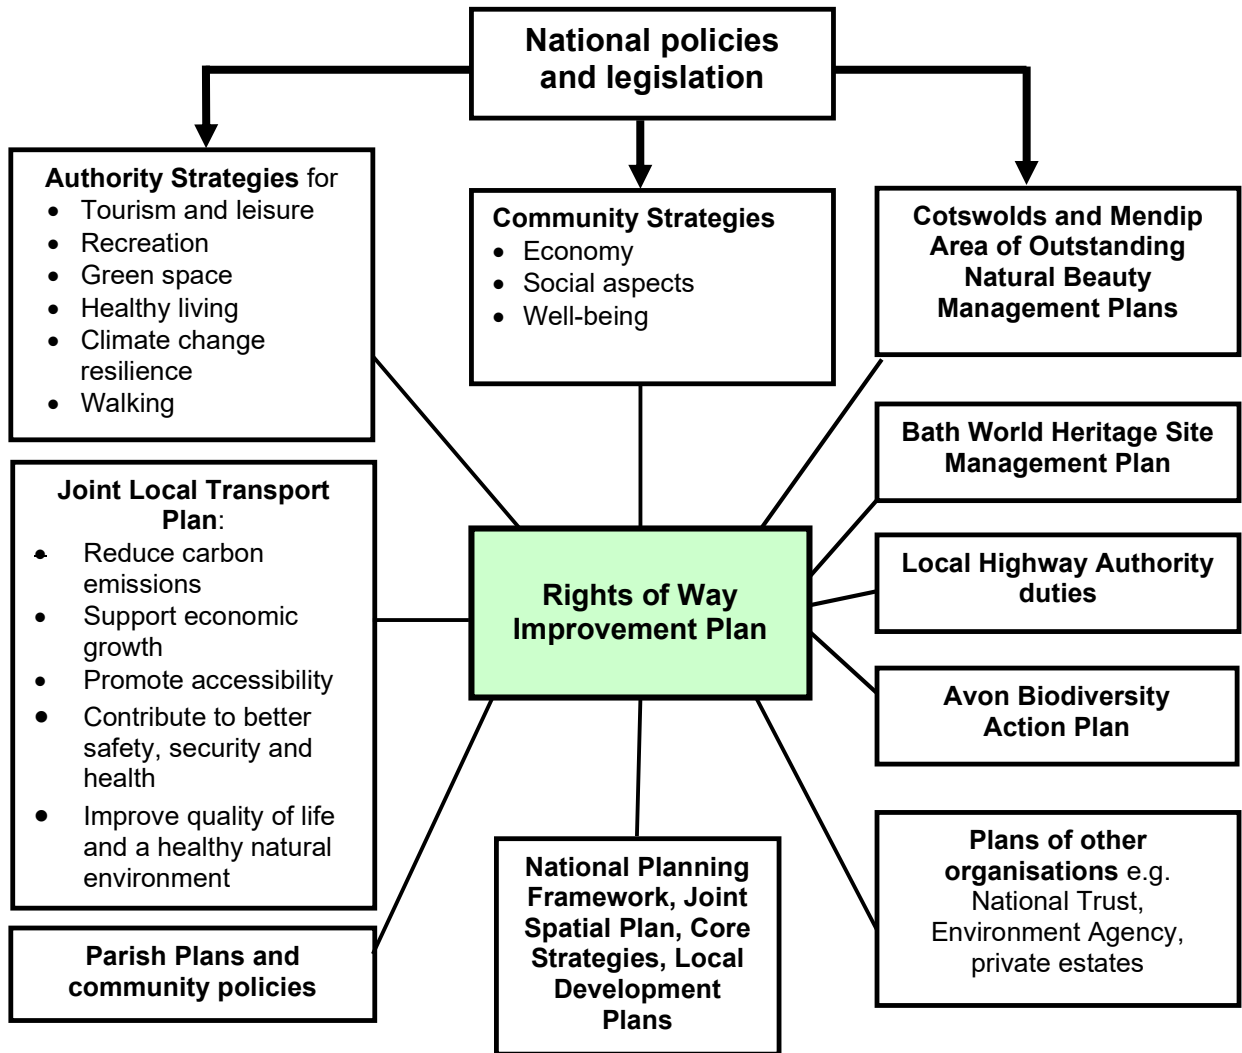 National policies
and legislation
Authority Strategies for
• Tourism and leisure
• Recreation
• Green space
• Healthy living
• Climate change
resilience
• Walking
Community Strategies
• Economy
• Social aspects
• Well-being
Cotswolds and Mendip
Area of Outstanding
Natural Beauty
Management Plans
Bath World Heritage Site
Management Plan
Joint Local Transport
Plan:
• Reduce carbon
emissions
• Support economic
growth
• Promote accessibility
• Contribute to better
safety, security and
health
• Improve quality of life
and a healthy natural
environment
Rights of Way
Improvement Plan
Local Highway Authority
duties
Avon Biodiversity
Action Plan
Parish Plans and
community policies
National Planning
Framework, Joint
Spatial Plan, Core
Strategies, Local
Development
Plans
Plans of other
organisations e.g.
National Trust,
Environment Agency,
private estates